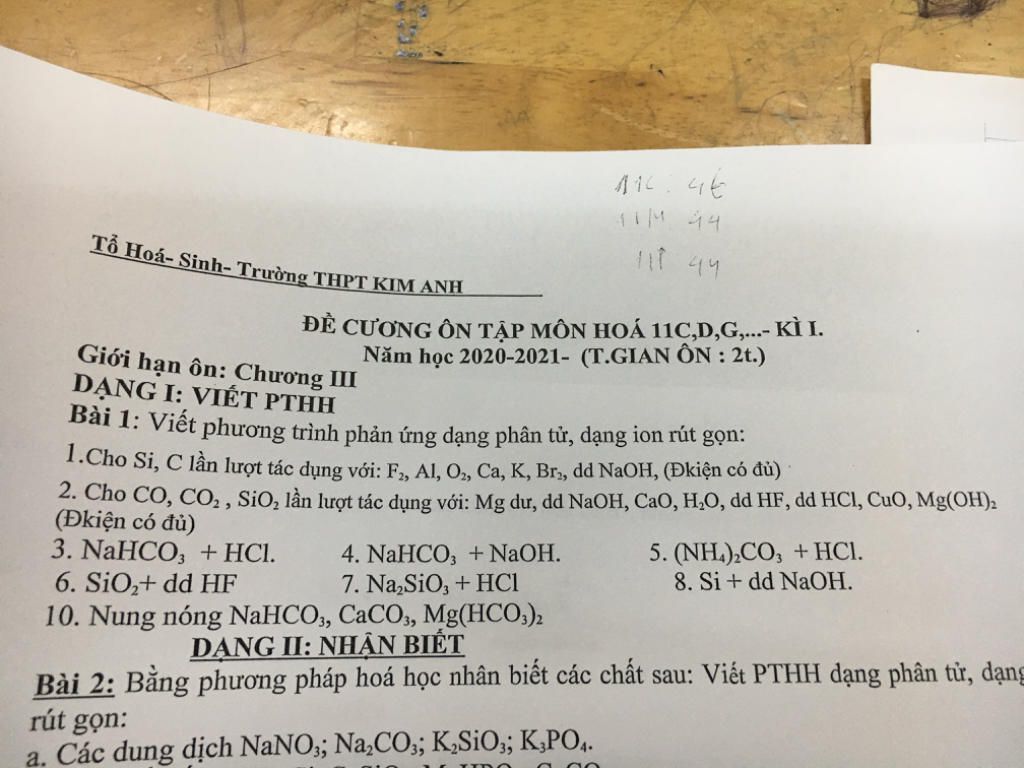 11C : 44
11M 44
44
Tổ Hoá- Sinh- Trường THPT KIM ANH
ĐỀ CƯƠNG ÔN TẬP MÔN HOÁ 11C,D,G,...- KÌ I.
Năm học 2020-2021- (T.GIAN ÔN : 2t.)
Giới hạn ôn: Chương III
DẠNG I: VIẾT PTHH
Bài 1: Viết phương trình phản ứng dạng phân tử, dạng ion rút gọn:
1.Cho Si, C lần lượt tác dụng với: F₂, Al, O₂, Ca, K, Br₂, dd NaOH, (Đkiện có đủ)
2. Cho CO, CO₂ , SiO₂ lần lượt tác dụng với: Mg dư, dd NaOH, CaO, H₂O, dd HF, dd HCl, CuO, Mg(OH)₂
(Đkiện có đủ)
3. NaHCO₃ + HCl. 4. NaHCO₃ + NaOH. 5. (NH₄)₂CO₃ + HCl.
6. SiO₂+ dd HF 7. Na₂SiO₃ + HCl 8. Si + dd NaOH.
10. Nung nóng NaHCO₃, CaCO₃, Mg(HCO₃)₂
DẠNG II: NHẬN BIẾT
Bài 2: Bằng phương pháp hoá học nhân biết các chất sau: Viết PTHH dạng phân tử, dạng
rút gọn:
a. Các dung dịch NaNO₃; Na₂CO₃; K₂SiO₃; K₃PO₄.